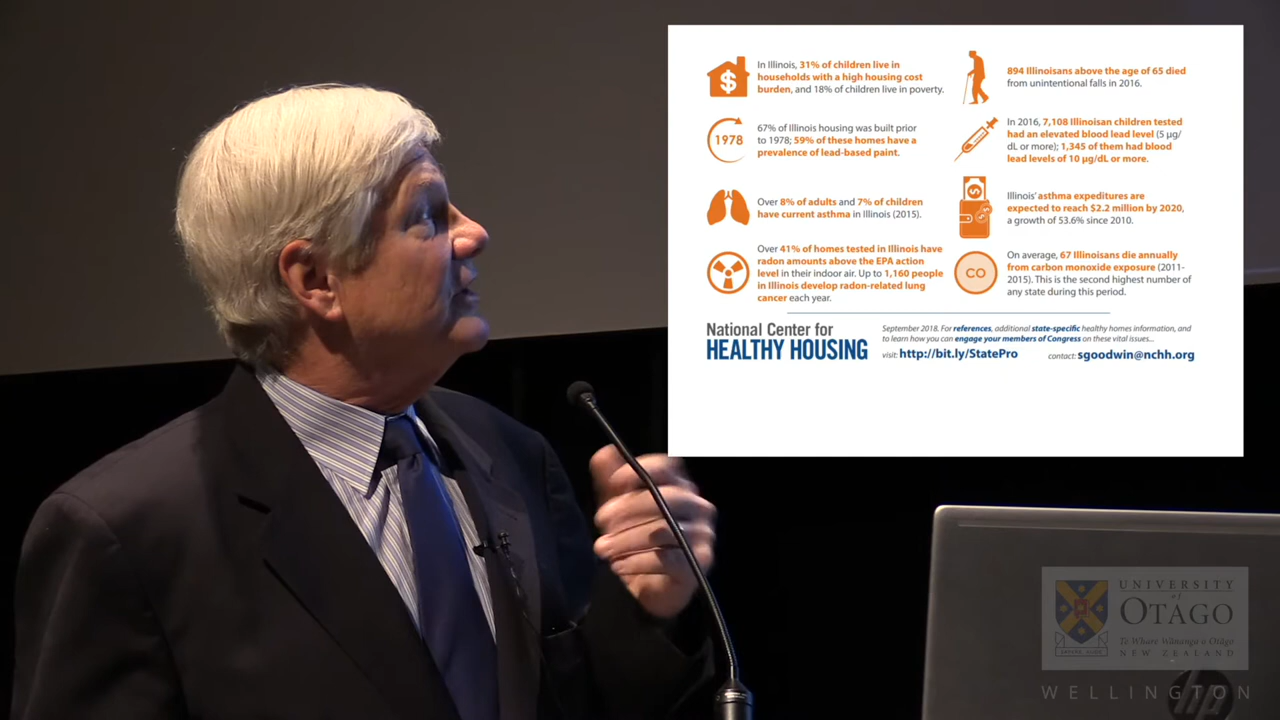 In Illinois, 31% of children live in
households with a high housing cost
burden, and 18% of children live in poverty.
1978
67% of Illinois housing was built prior
to 1978; 59% of these homes have a
prevalence of lead-based paint.
Over 8% of adults and 7% of children
have current asthma in Illinois (2015).
Over 41% of homes tested in Illinois have
radon amounts above the EPA action
level in their indoor air. Up to 1,160 people
in Illinois develop radon-related lung
cancer each year.
894 Illinoisans above the age of 65 died
from unintentional falls in 2016.
In 2016, 7,108 Illinoisan children tested
had an elevated blood lead level (5 µg/
dL or more); 1,345 of them had blood
lead levels of 10 µg/dL or more.
Illinois' asthma expeditures are
expected to reach $2.2 million by 2020,
a growth of 53.6% since 2010.
CO
On average, 67 Illinoisans die annually
from carbon monoxide exposure (2011-
2015). This is the second highest number of
any state during this period.
National Center for
HEALTHY HOUSING
September 2018. For references, additional state-specific healthy homes information, and
to learn how you can engage your members of Congress on these vital issues...
visit: http://bit.ly/StatePro contact: sgoodwin@nchh.org
UNIVERSITY
of
OTAGO
Te Whare Wānanga o Otāgo
NEW ZEALAND
WELLINGTON
hp